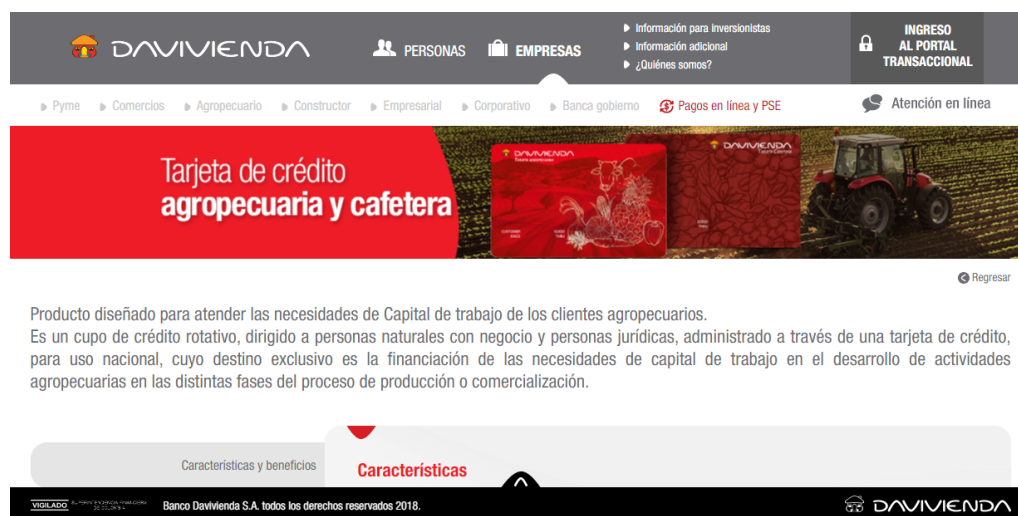 DAVIVIENDA
PERSONAS
EMPRESAS
Información para inversionistas
Información adicional
¿Quiénes somos?
INGRESO
AL PORTAL
TRANSACCIONAL
Pyme Comercios Agropecuario Constructor Empresarial Corporativo Banca gobierno Pagos en línea y PSE
Atención en línea
Tarjeta de crédito
agropecuaria y cafetera
DAVIVIENDA
DAVIVIENDA
Regresar
Producto diseñado para atender las necesidades de Capital de trabajo de los clientes agropecuarios.
Es un cupo de crédito rotativo, dirigido a personas naturales con negocio y personas jurídicas, administrado a través de una tarjeta de crédito,
para uso nacional, cuyo destino exclusivo es la financiación de las necesidades de capital de trabajo en el desarrollo de actividades
agropecuarias en las distintas fases del proceso de producción o comercialización.
Características y beneficios
Características
VIGILADO
Banco Davivienda S.A. todos los derechos reservados 2018.
DAVIVIENDA